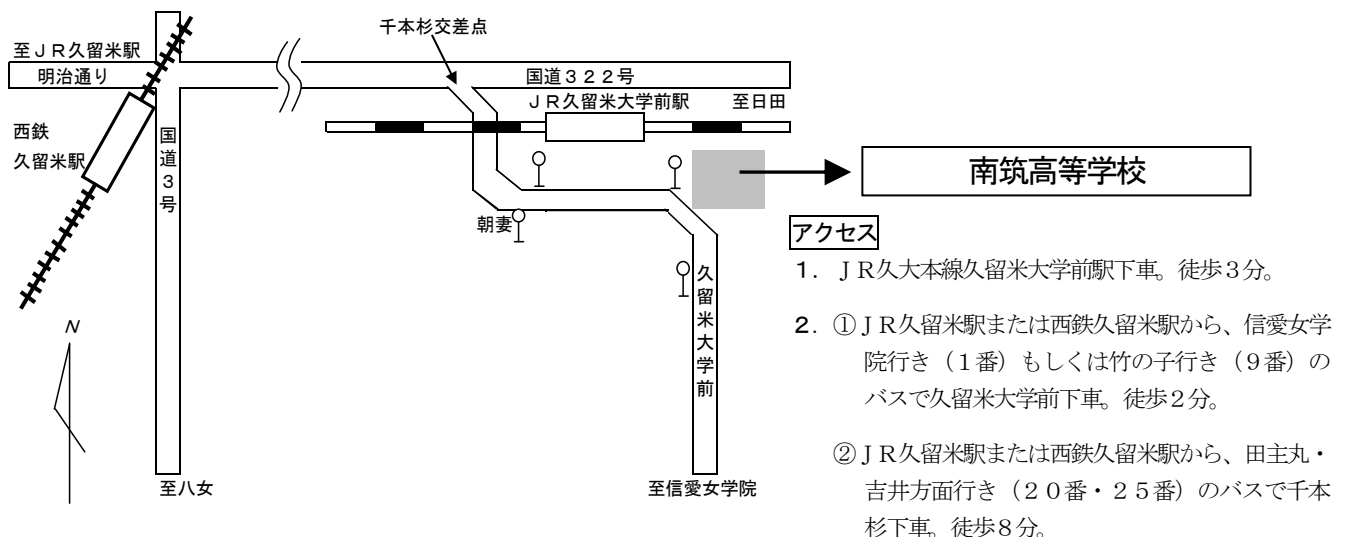 千本杉交差点
至ＪＲ久留米駅
明治通り
国道３２２号
ＪＲ久留米大学前駅
至日田
西鉄
久留米駅
国道３号
南筑高等学校
朝妻
久留米大学前
N
至八女
至信愛女学院
アクセス
1. ＪＲ久大本線久留米大学前駅下車。徒歩３分。
2. ①ＪＲ久留米駅または西鉄久留米駅から、信愛女学
院行き（１番）もしくは竹の子行き（９番）の
バスで久留米大学前下車。徒歩２分。
②ＪＲ久留米駅または西鉄久留米駅から、田主丸・
吉井方面行き（２０番・２５番）のバスで千本
杉下車。徒歩８分。